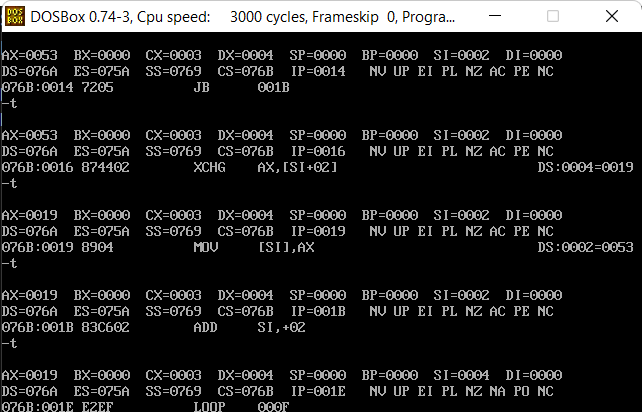 DOSBox 0.74-3, Cpu speed: 3000 cycles, Frameskip 0, Progra...
AX=0053 BX=0000 CX=0003 DX=0004 SP=0000 BP=0000 SI=0002 DI=0000
DS=076A ES=075A SS=0769 CS=076B IP=0014 NV UP EI PL NZ AC PE NC
076B:0014 7205 JB 001B
-t
AX=0053 BX=0000 CX=0003 DX=0004 SP=0000 BP=0000 SI=0002 DI=0000
DS=076A ES=075A SS=0769 CS=076B IP=0016 NV UP EI PL NZ AC PE NC
076B:0016 874402 XCHG AX,[SI+02] DS:0004=0019
-t
AX=0019 BX=0000 CX=0003 DX=0004 SP=0000 BP=0000 SI=0002 DI=0000
DS=076A ES=075A SS=0769 CS=076B IP=0019 NV UP EI PL NZ AC PE NC
076B:0019 8904 MOV [SI],AX DS:0002=0053
-t
AX=0019 BX=0000 CX=0003 DX=0004 SP=0000 BP=0000 SI=0002 DI=0000
DS=076A ES=075A SS=0769 CS=076B IP=001B NV UP EI PL NZ AC PE NC
076B:001B 83C602 ADD SI,+02
-t
AX=0019 BX=0000 CX=0003 DX=0004 SP=0000 BP=0000 SI=0004 DI=0000
DS=076A ES=075A SS=0769 CS=076B IP=001E NV UP EI PL NZ NA PO NC
076B:001E E2EF LOOP 000F